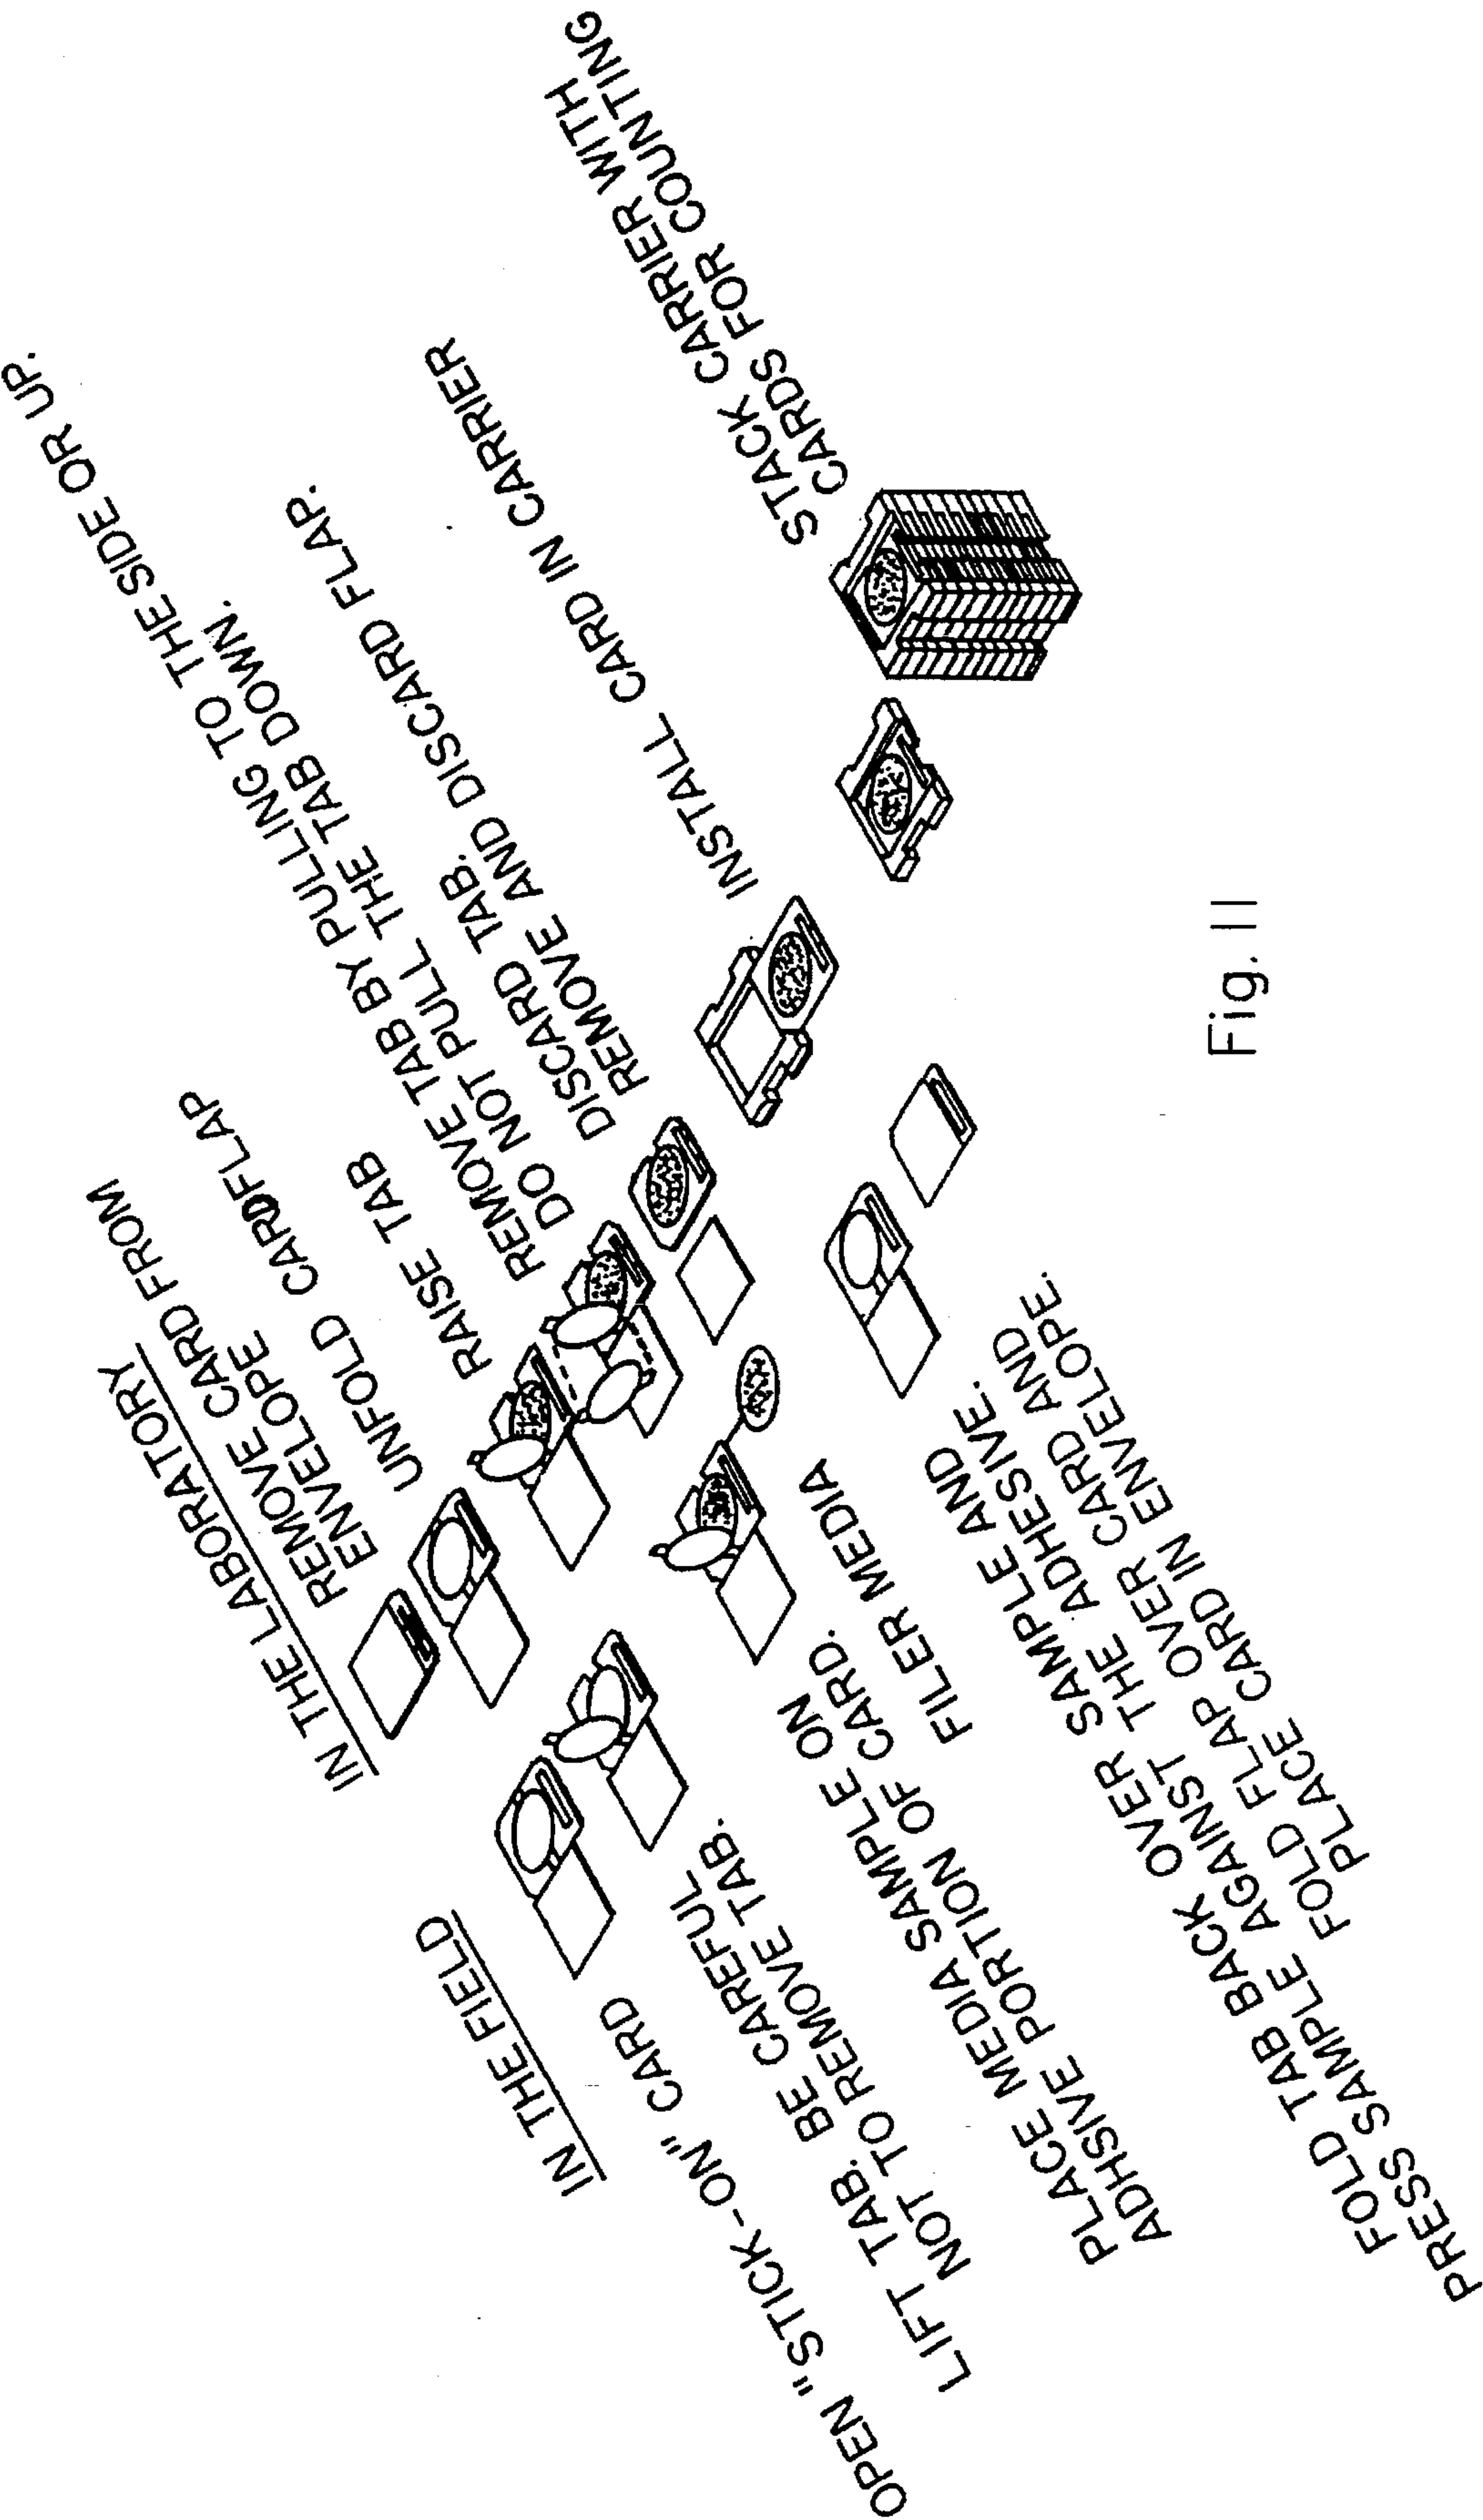 IN THE LABORATORY
REMOVE CARD FROM
ENVELOPE.
UNFOLD CARD FLAP
RAISE TAB
REMOVE TAB BY PULLING TO THE SIDE OR UP.
DO NOT PULL THE TAB DOWN.
DISCARD TAB.
REMOVE AND DISCARD FLAP.
INSTALL CARD IN CARRIER
STACK CARRIER WITH
CARDS FOR COUNTING
IN THE FIELD
OPEN "STICK-ON" CARD
LIFT TAB. BE CAREFUL
NOT TO REMOVE TAB.
PLACE MEDIA SAMPLE ON
ADHSIVE PORTION OF CARD.
FILER MEDIA
FOLD TAB BACK OVER SAMPLE AND
PRESS SAMPLE AGAINST THE ADHESIVE.
FOLD FLAP OVER CARD AND
PLACE CARD IN ENVELOPE.
Fig. 11